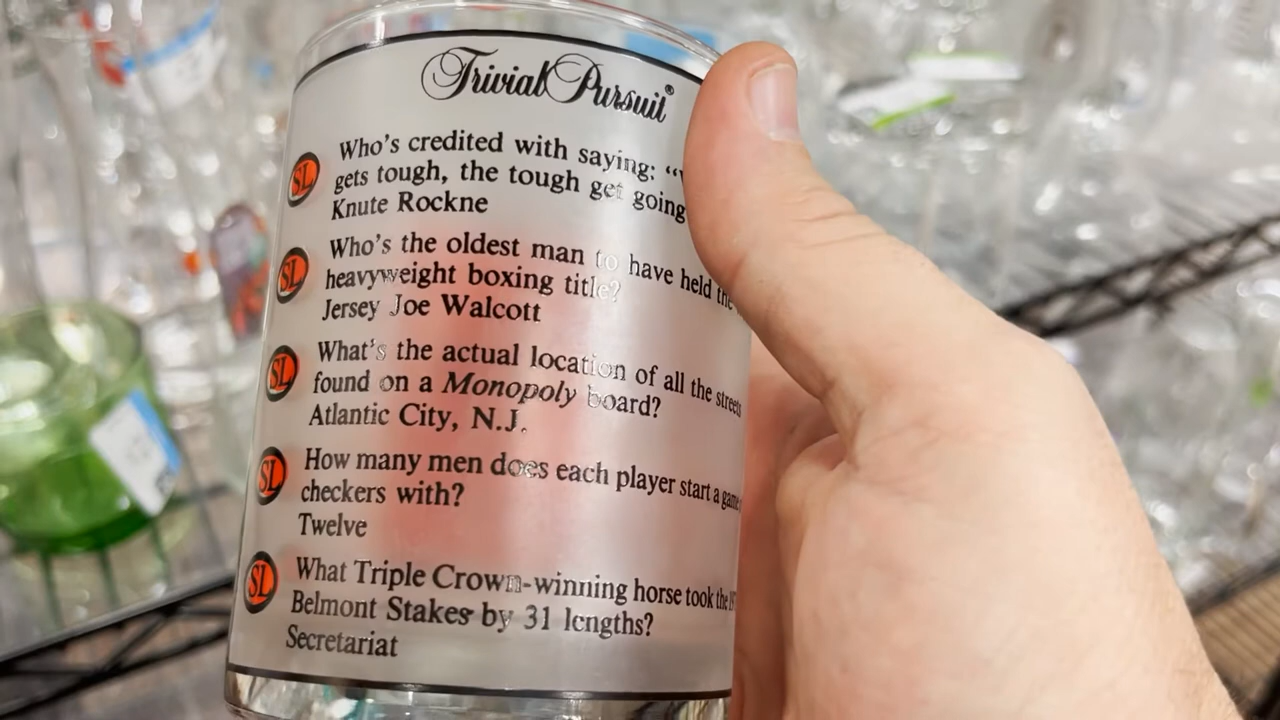 Trivial Pursuit®
SL Who's credited with saying: “
gets tough, the tough get going
Knute Rockne
SL Who's the oldest man to have held the
heavyweight boxing title?
Jersey Joe Walcott
SL What's the actual location of all the streets
found on a Monopoly board?
Atlantic City, N.J.
SL How many men does each player start a game
checkers with?
Twelve
SL What Triple Crown-winning horse took the
Belmont Stakes by 31 lengths?
Secretariat